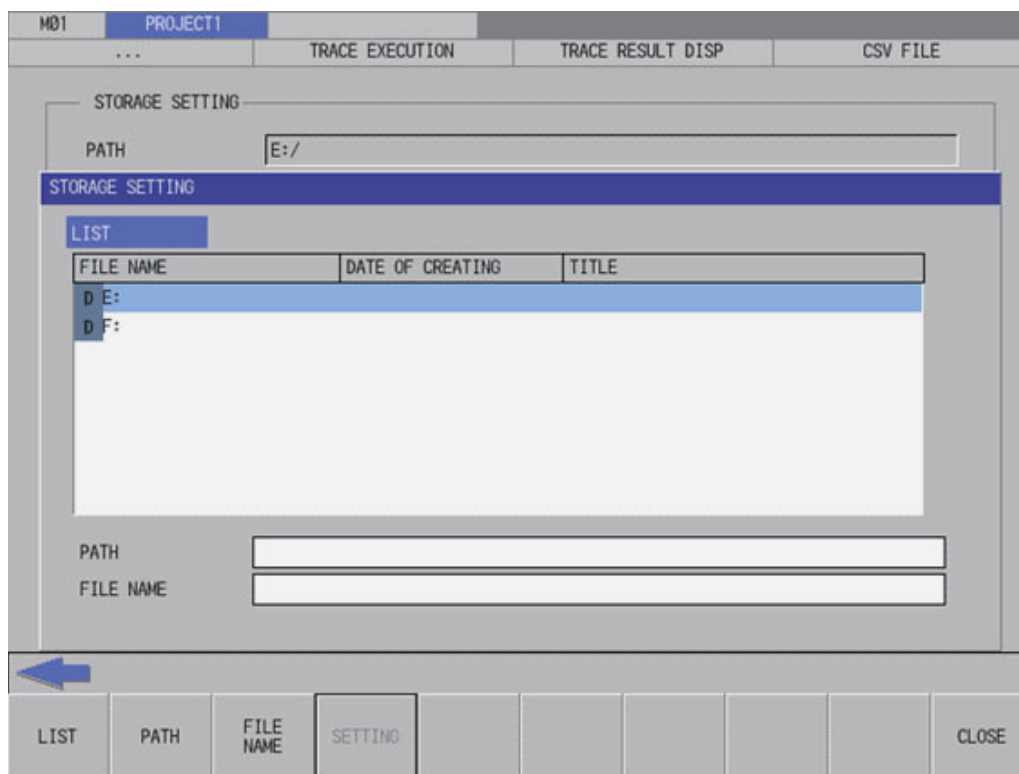 M01 PROJECT1
... TRACE EXECUTION TRACE RESULT DISP CSV FILE
STORAGE SETTING
PATH E:/
STORAGE SETTING
LIST
FILE NAME DATE OF CREATING TITLE
D E:
D F:
PATH
FILE NAME
LIST PATH FILE NAME SETTING CLOSE